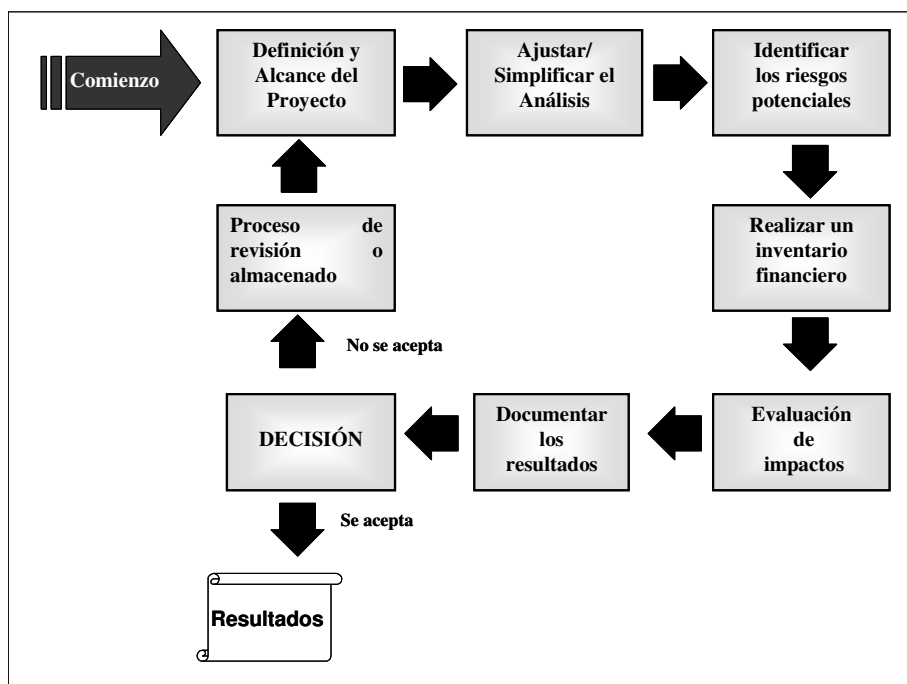 Comienzo
Definición y
Alcance del
Proyecto
Ajustar/
Simplificar el
Análisis
Identificar
los riesgos
potenciales
Realizar un
inventario
financiero
Evaluación
de
impactos
Documentar
los
resultados
DECISIÓN
No se acepta
Proceso de
revisión o
almacenado
Se acepta
Resultados